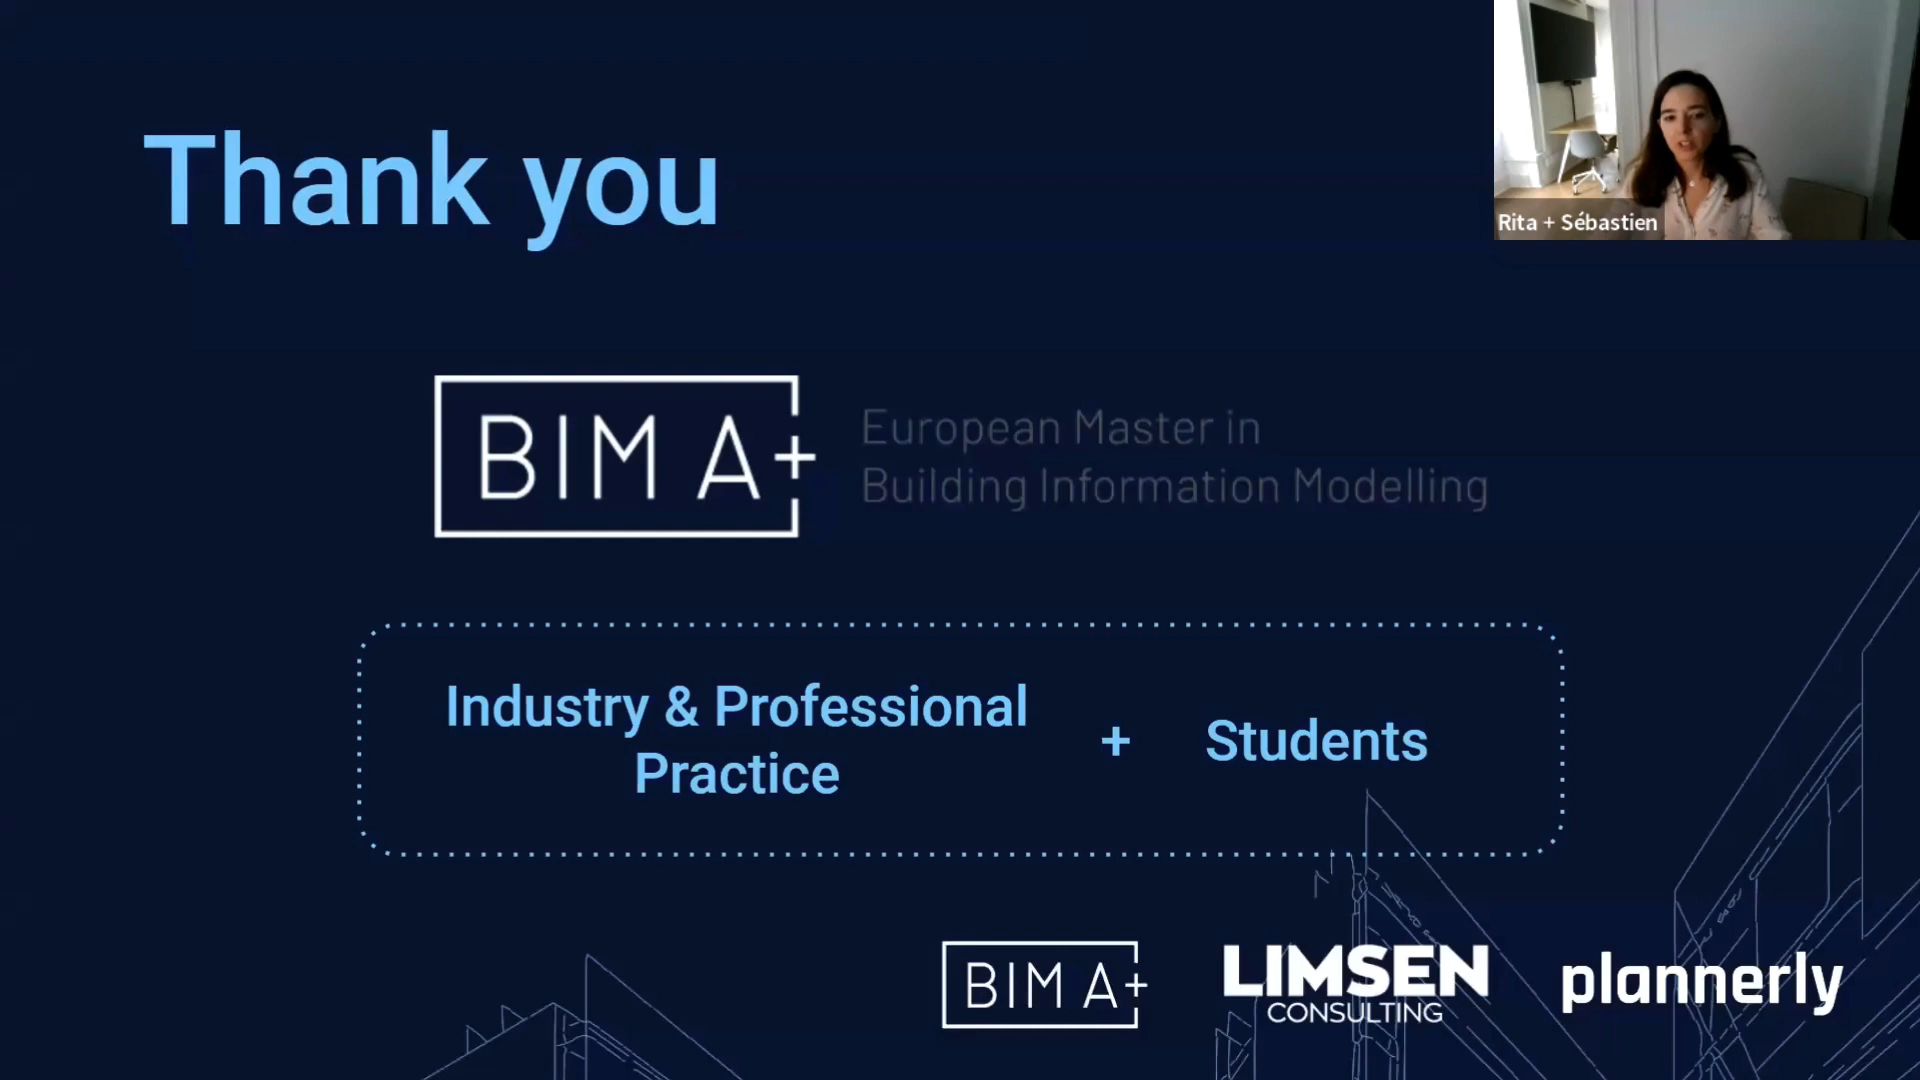 Thank you
Rita + Sébastien
BIM A+
European Master in
Building Information Modelling
Industry & Professional
Practice
+
Students
BIM A+
LIMSEN
CONSULTING
plannerly